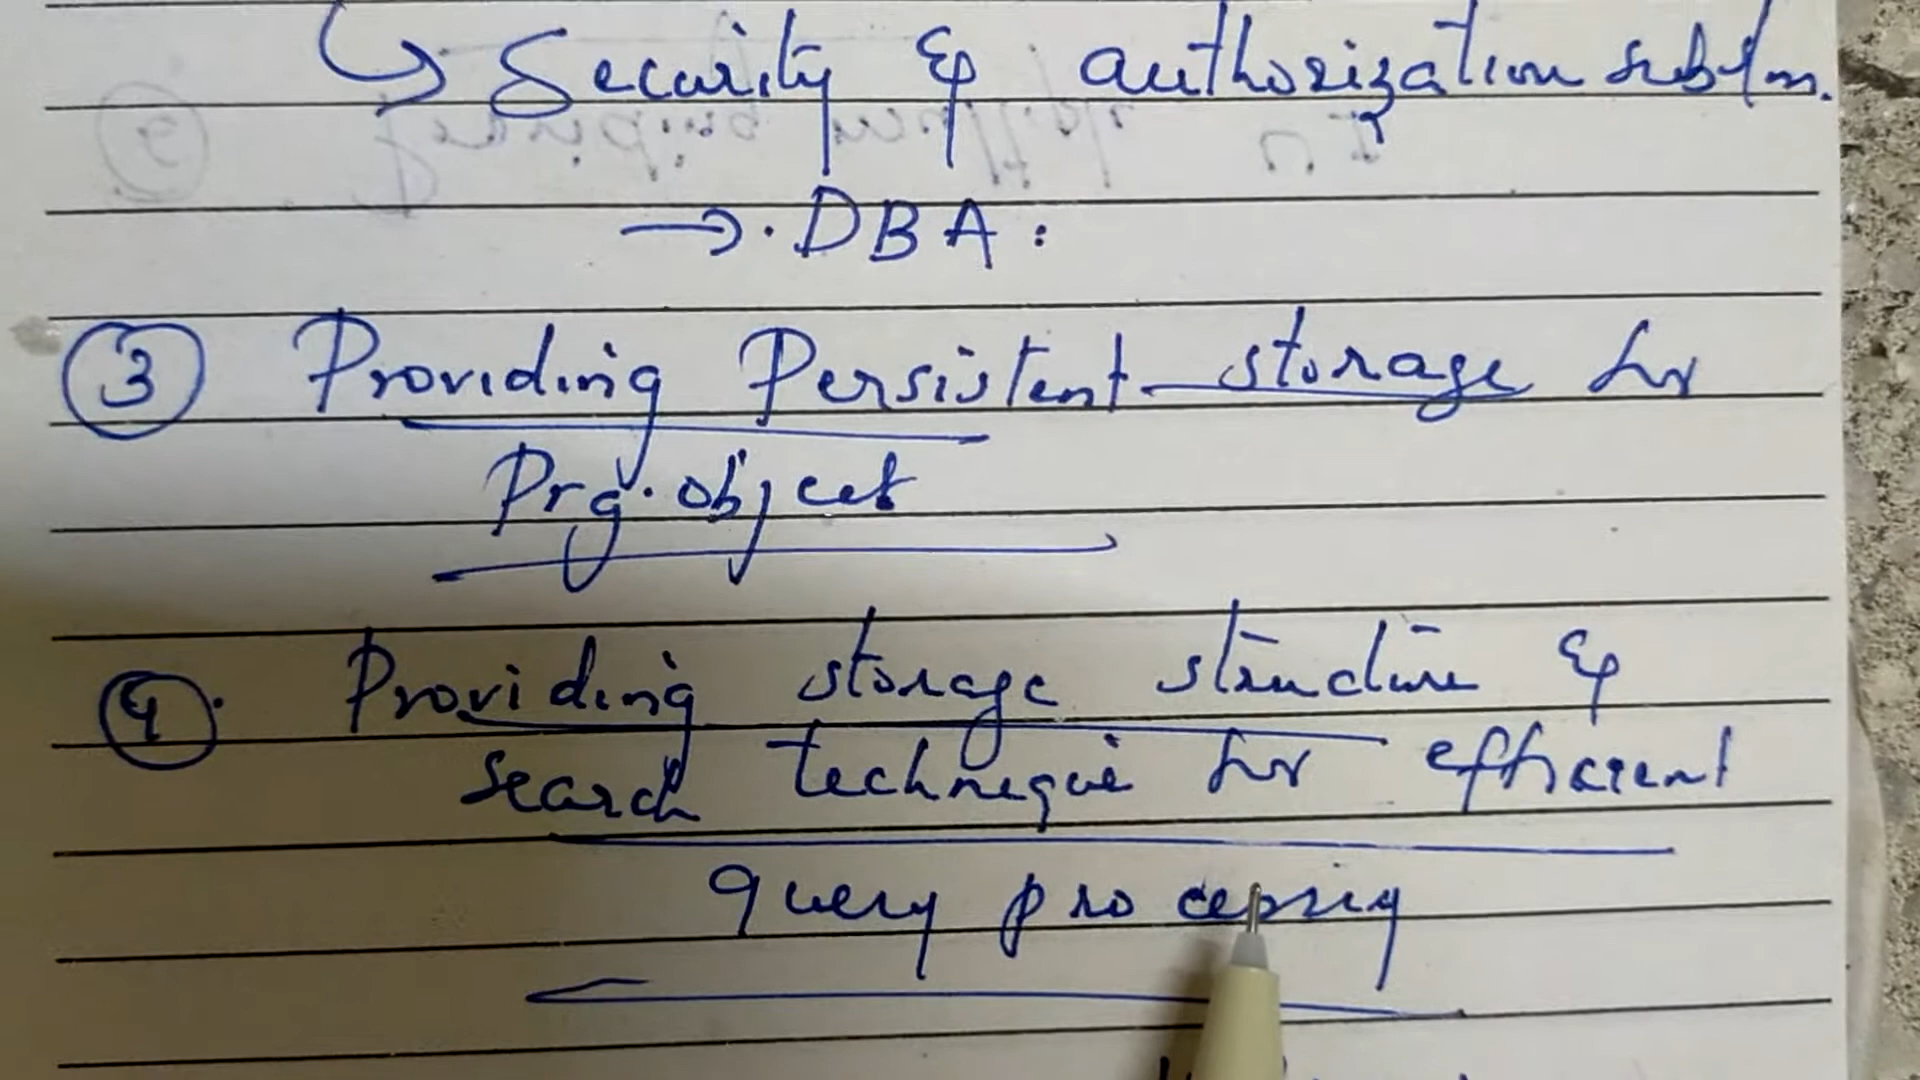 ↳ Security & authorization subs/m.
→ . DBA :
③ Providing Persistent storage for
Prg. object
④. Providing storage structure &
search technique for efficient
query processing